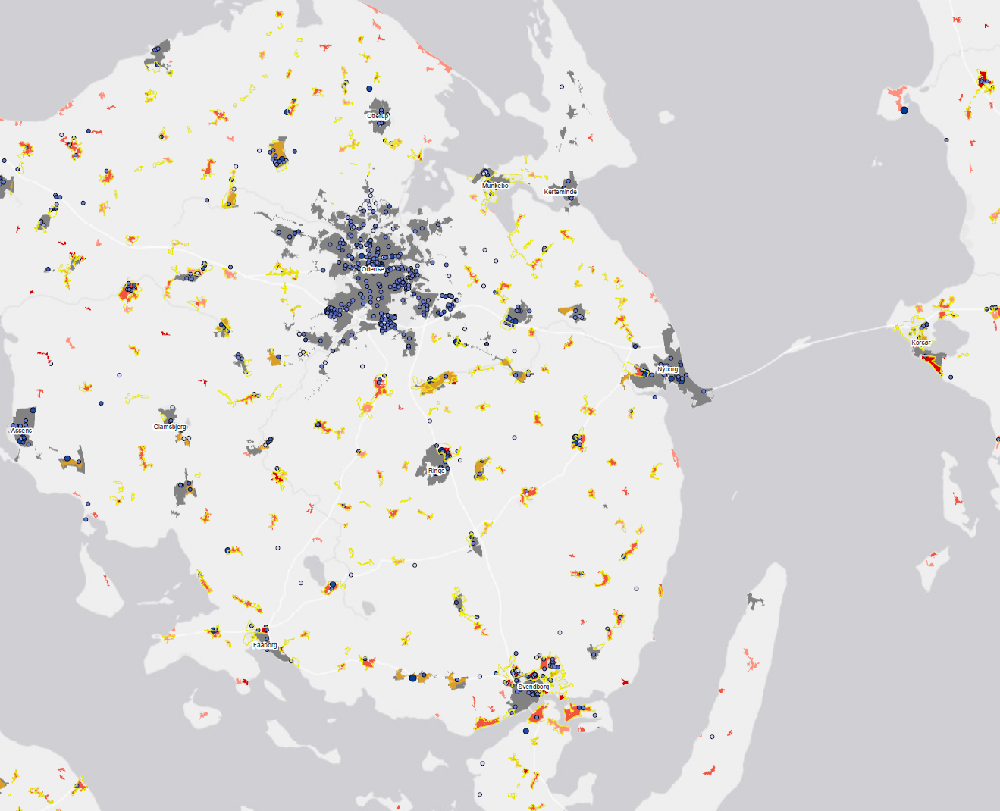 Otterup
Munkebo
Kerteminde
Odense
Korsør
Nyborg
Glamsbjerg
Assens
Ringe
Faaborg
Svendborg